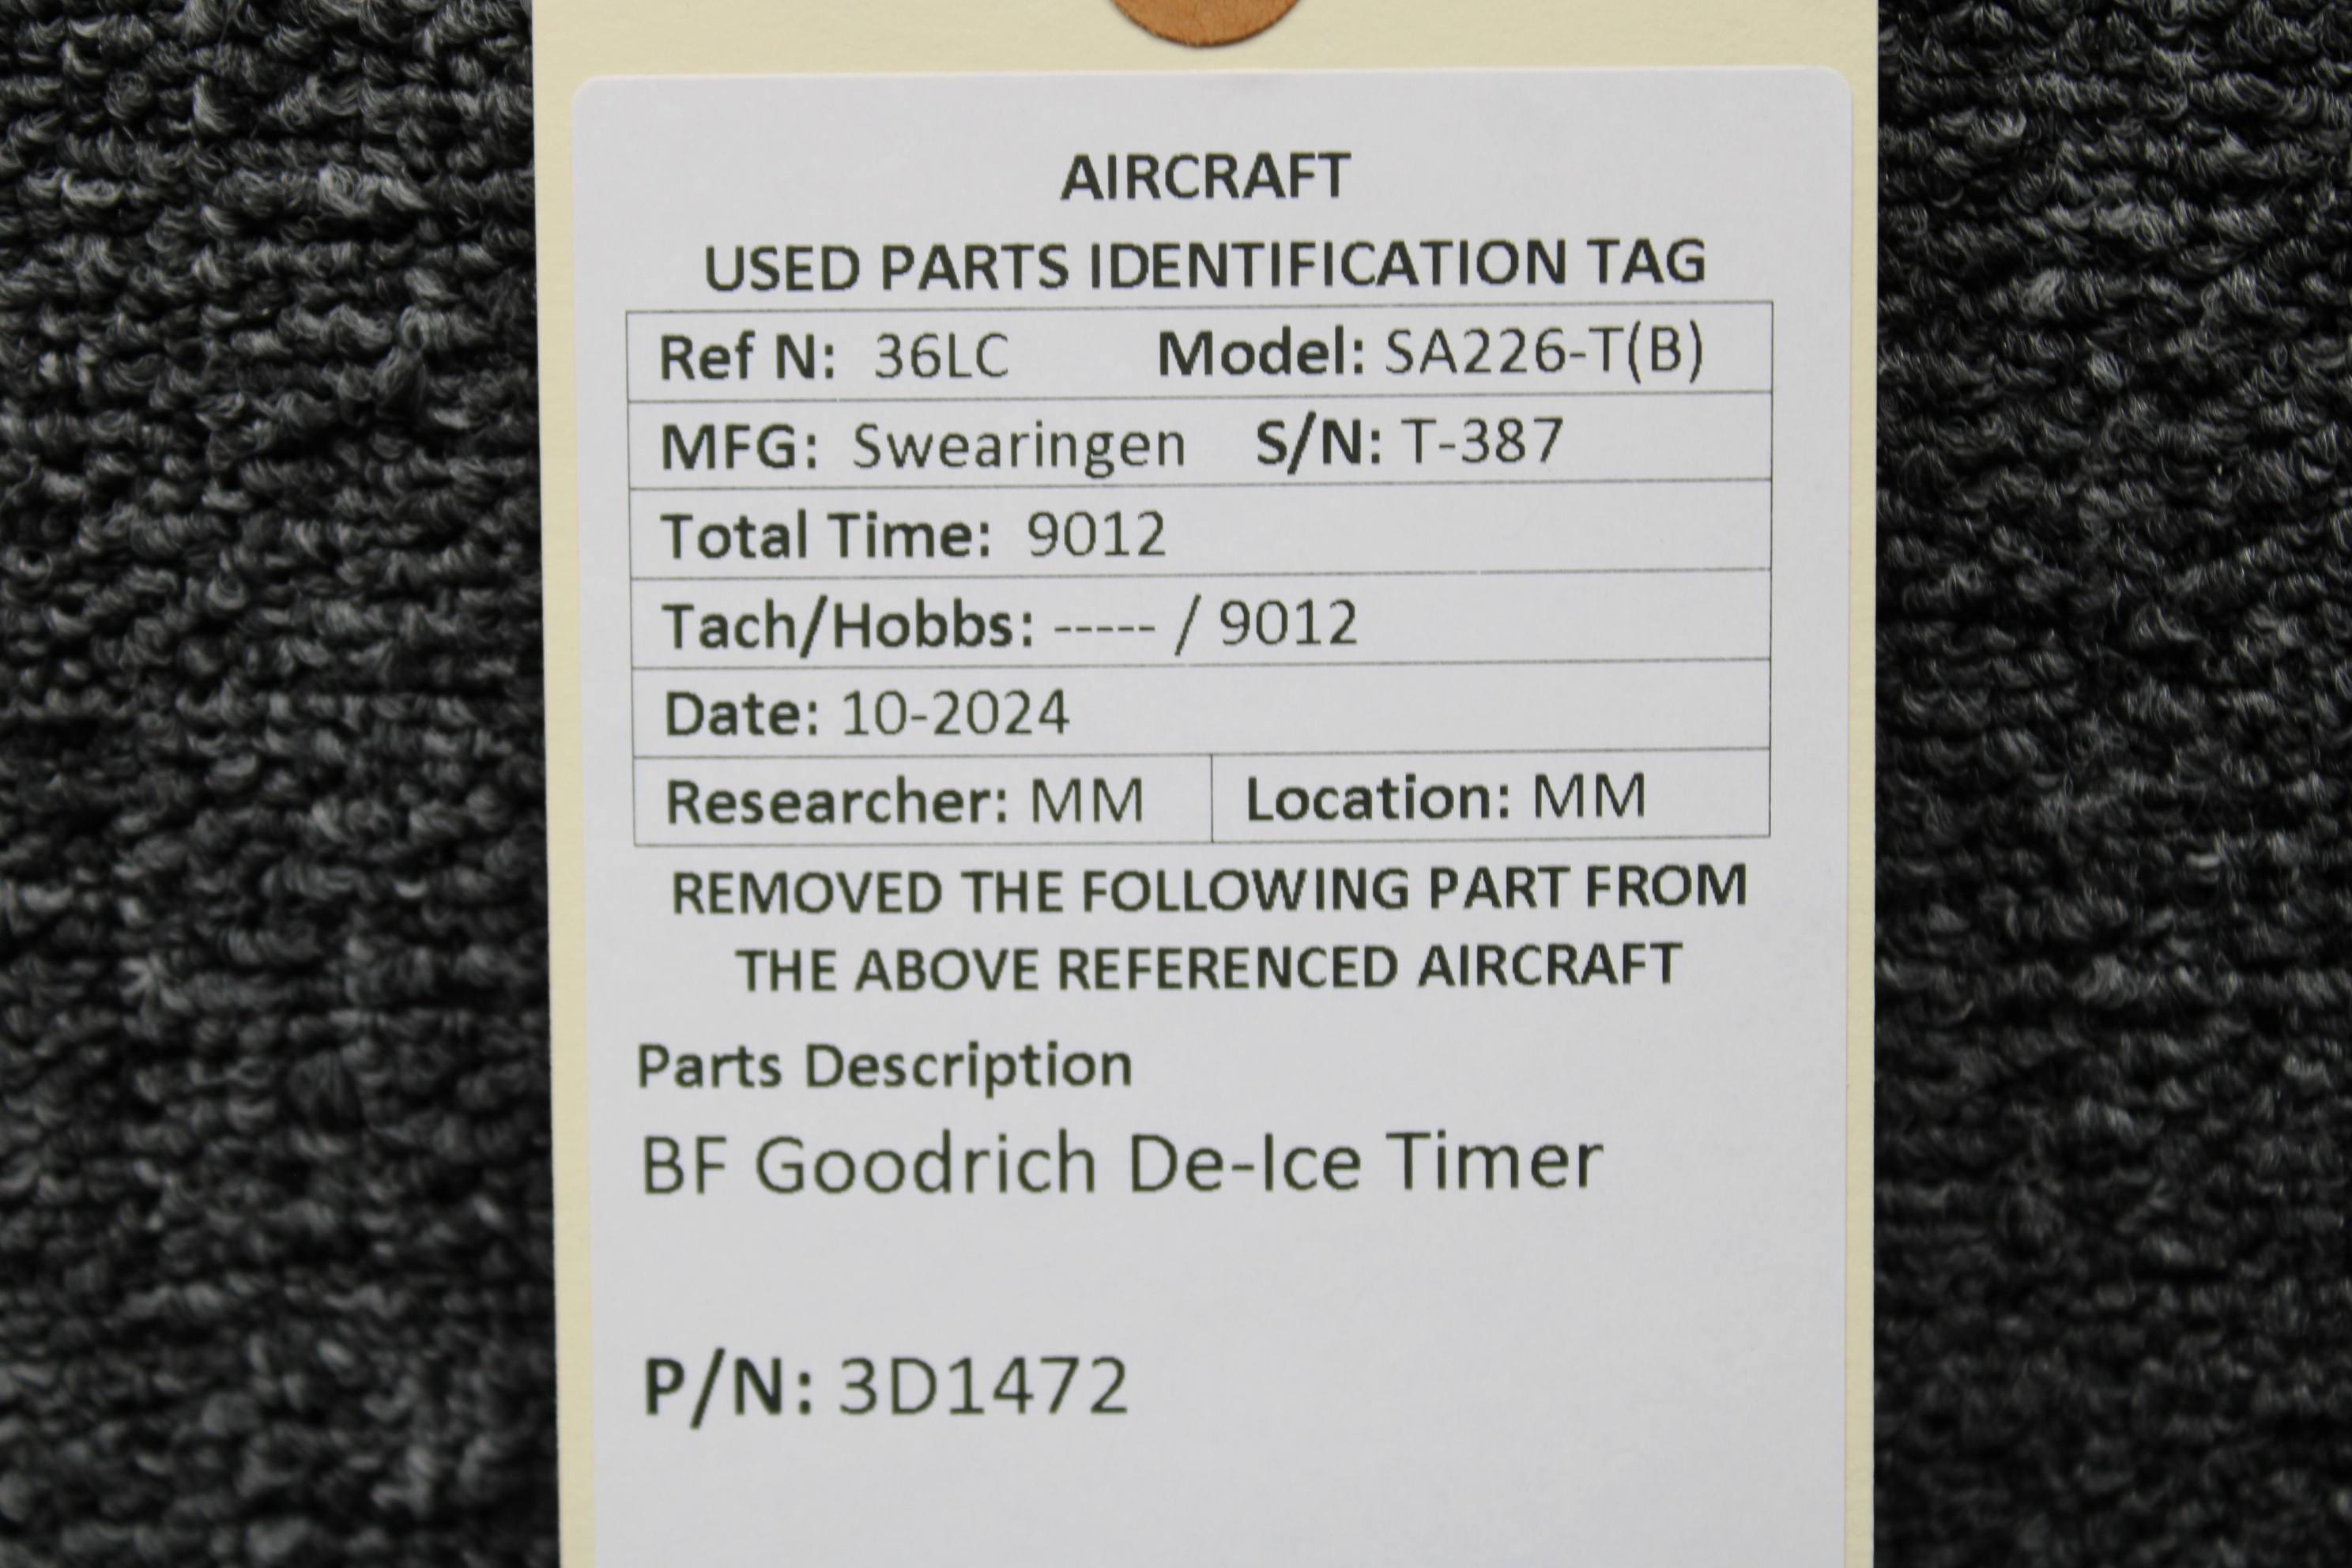 AIRCRAFT
USED PARTS IDENTIFICATION TAG
Ref N: 36LC Model: SA226-T(B)
MFG: Swearingen S/N: T-387
Total Time: 9012
Tach/Hobbs: ----- / 9012
Date: 10-2024
Researcher: MM Location: MM
REMOVED THE FOLLOWING PART FROM
THE ABOVE REFERENCED AIRCRAFT
Parts Description
BF Goodrich De-Ice Timer
P/N: 3D1472